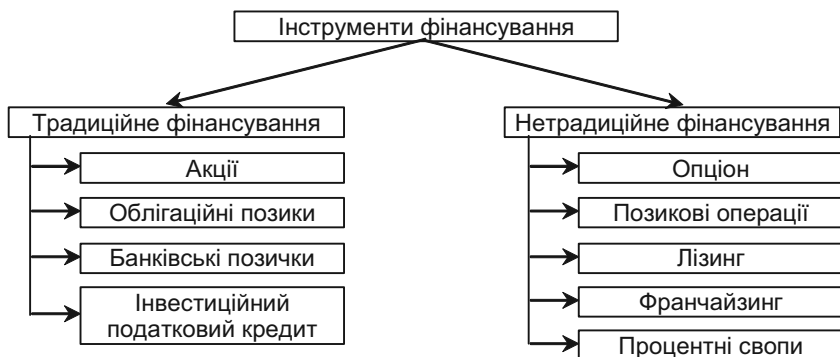 Інструменти фінансування
Традиційне фінансування
Акції
Облігаційні позики
Банківські позички
Інвестиційний
податковий кредит
Нетрадиційне фінансування
Опціон
Позикові операції
Лізинг
Франчайзинг
Процентні свопи